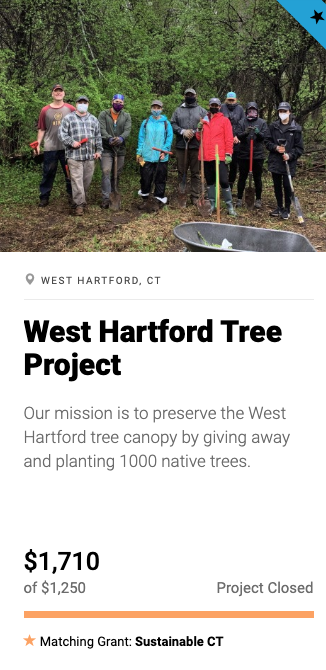 WEST HARTFORD, CT
West Hartford Tree
Project
Our mission is to preserve the West
Hartford tree canopy by giving away
and planting 1000 native trees.
$1,710
of $1,250 Project Closed
Matching Grant: Sustainable CT